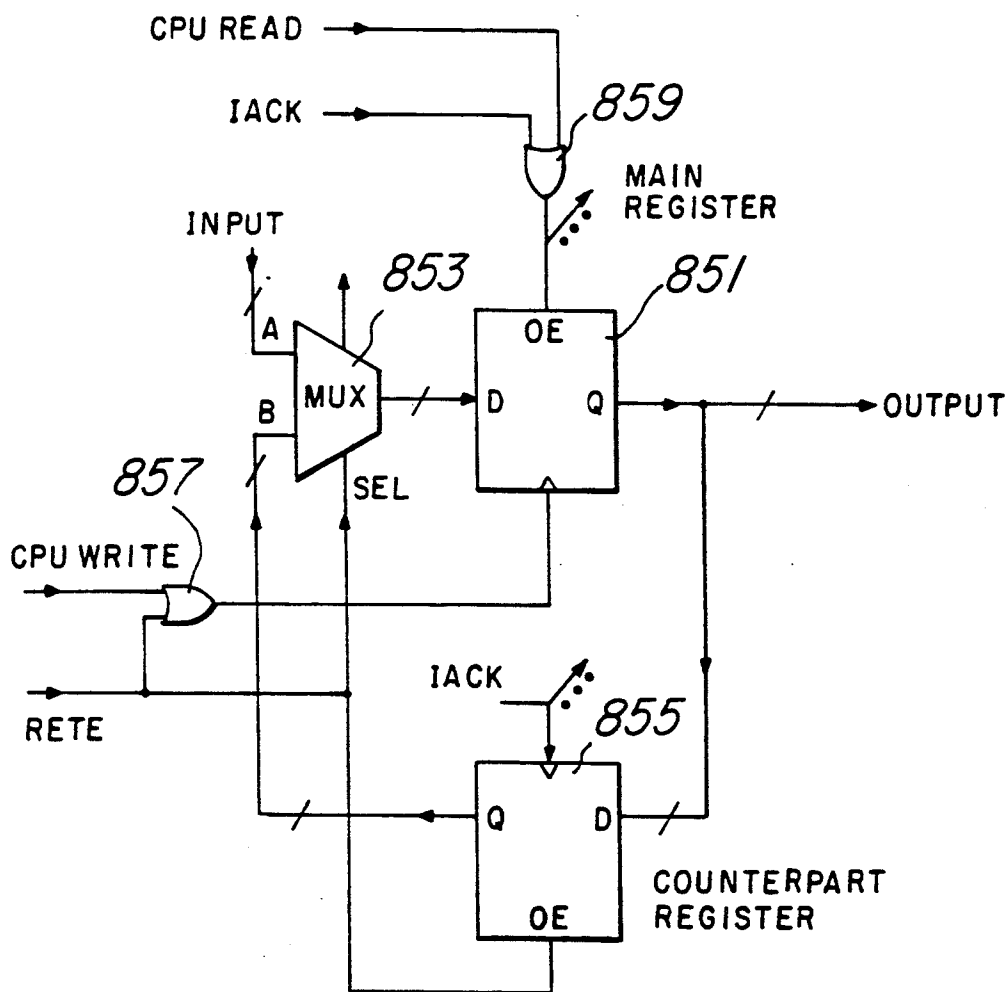 CPU READ
IACK
859
MAIN
REGISTER
INPUT
853
851
A
OE
MUX
D
Q
OUTPUT
B
SEL
857
CPU WRITE
IACK
RETE
855
Q
D
COUNTERPART
REGISTER
OE